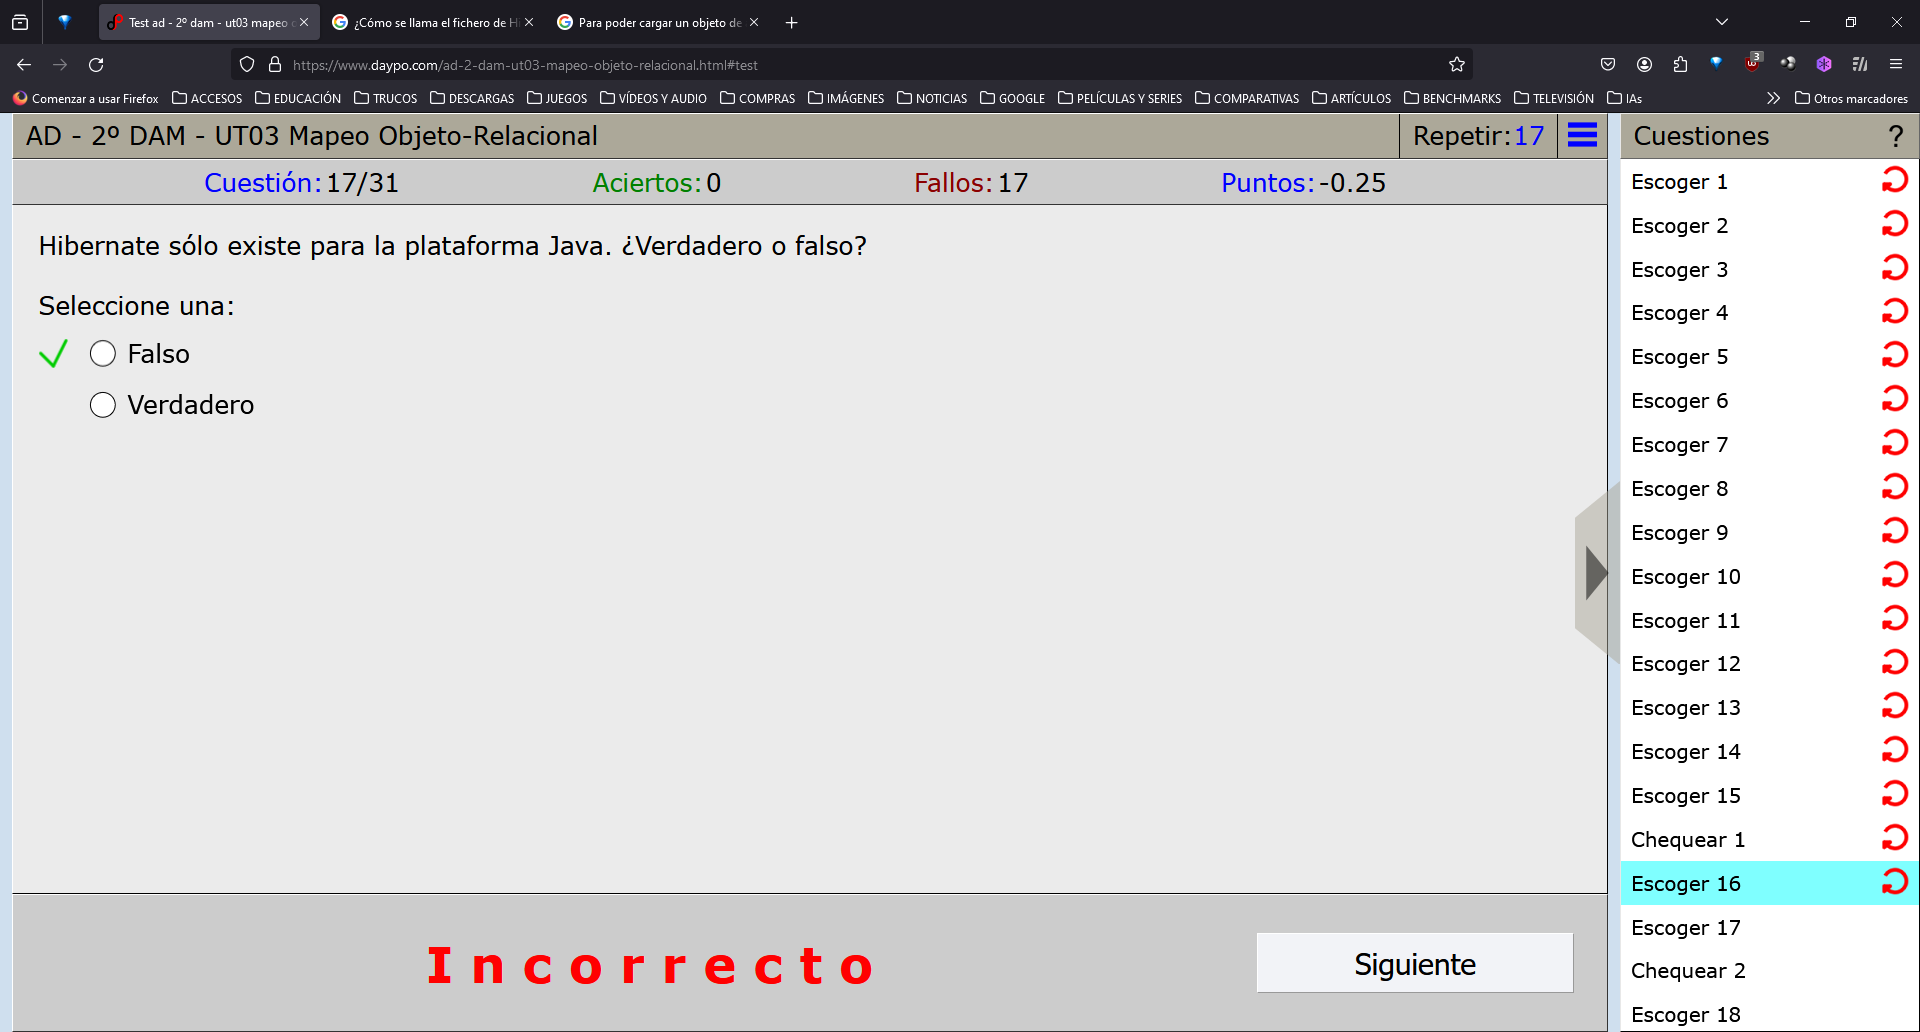 Test ad - 2º dam - ut03 mapeo
¿Cómo se llama el fichero de Hi
Para poder cargar un objeto de
https://www.daypo.com/ad-2-dam-ut03-mapeo-objeto-relacional.html#test
3
Comenzar a usar Firefox
ACCESOS
EDUCACIÓN
TRUCOS
DESCARGAS
JUEGOS
VÍDEOS Y AUDIO
COMPRAS
IMÁGENES
NOTICIAS
GOOGLE
PELÍCULAS Y SERIES
COMPARATIVAS
ARTÍCULOS
BENCHMARKS
TELEVISIÓN
IAs
Otros marcadores
AD - 2º DAM - UT03 Mapeo Objeto-Relacional
Repetir:17
Cuestiones
?
Cuestión:17/31
Aciertos:0
Fallos:17
Puntos:-0.25
Hibernate sólo existe para la plataforma Java. ¿Verdadero o falso?
Seleccione una:
Falso
Verdadero
Incorrecto
Siguiente
Escoger 1
Escoger 2
Escoger 3
Escoger 4
Escoger 5
Escoger 6
Escoger 7
Escoger 8
Escoger 9
Escoger 10
Escoger 11
Escoger 12
Escoger 13
Escoger 14
Escoger 15
Chequear 1
Escoger 16
Escoger 17
Chequear 2
Escoger 18